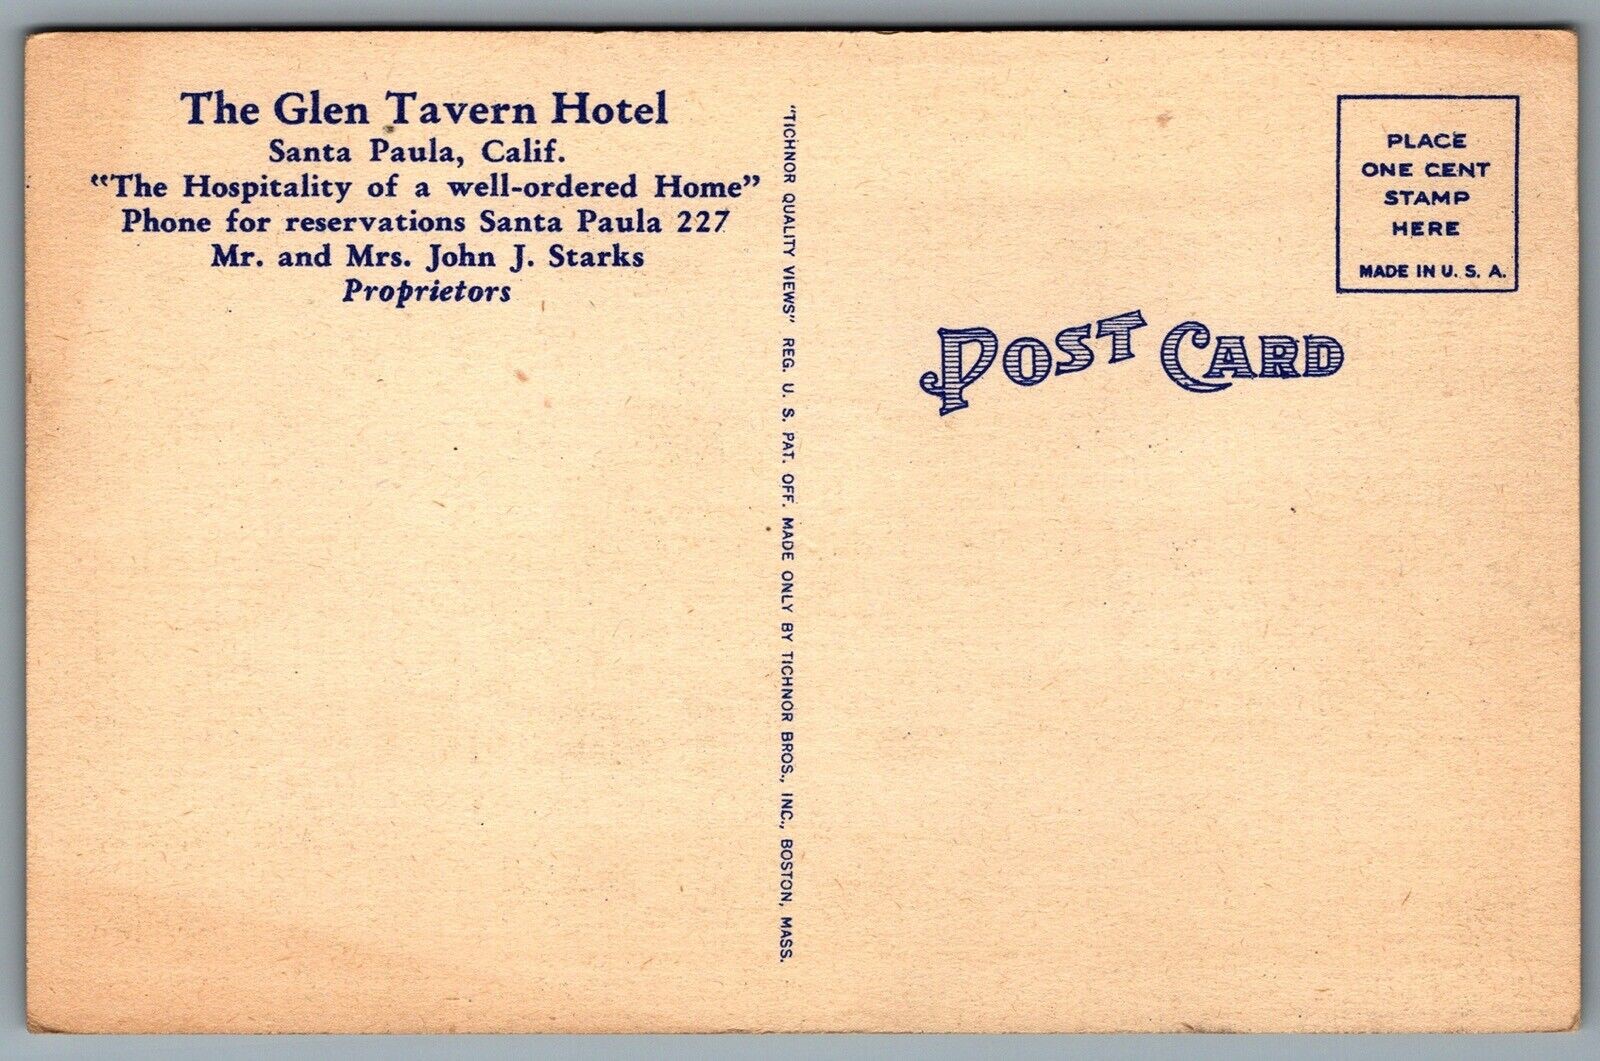 The Glen Tavern Hotel
Santa Paula, Calif.
“The Hospitality of a well-ordered Home”
Phone for reservations Santa Paula 227
Mr. and Mrs. John J. Starks
Proprietors
"TICHNOR QUALITY VIEWS" REG. U. S. PAT. OFF. MADE ONLY BY TICHNOR BROS., INC., BOSTON, MASS.
PLACE
ONE CENT
STAMP
HERE
MADE IN U. S. A.
POST CARD